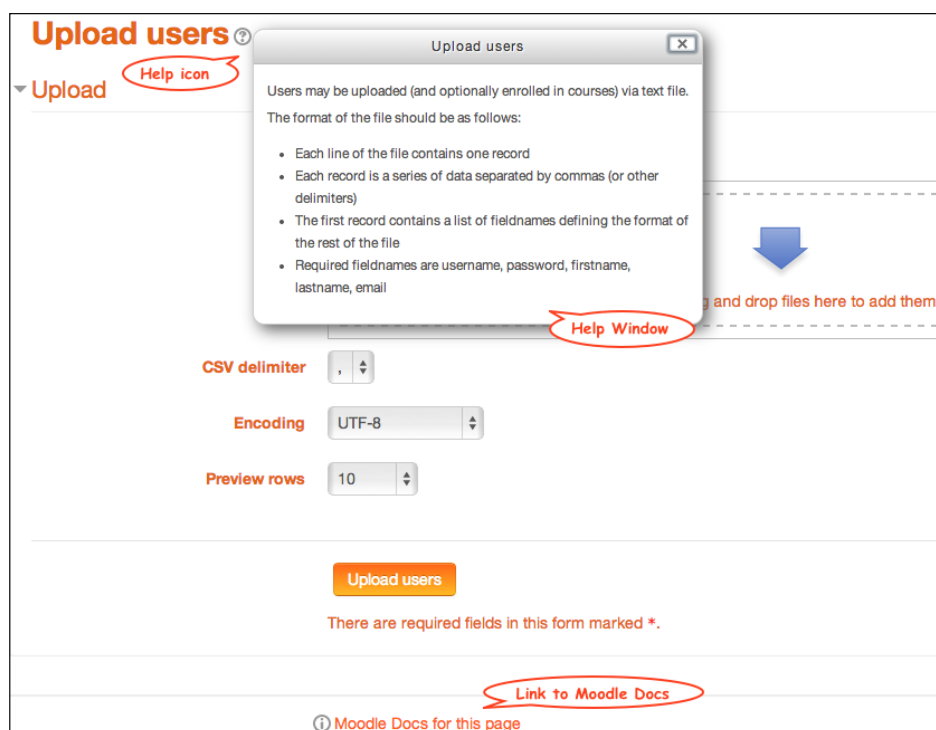 Upload users
Help icon
Upload
Upload users
Users may be uploaded (and optionally enrolled in courses) via text file.
The format of the file should be as follows:
Each line of the file contains one record
Each record is a series of data separated by commas (or other
delimiters)
The first record contains a list of fieldnames defining the format of
the rest of the file
Required fieldnames are username, password, firstname,
lastname, email
and drop files here to add them
Help Window
CSV delimiter ,
Encoding UTF-8
Preview rows 10
Upload users
There are required fields in this form marked *.
Link to Moodle Docs
Moodle Docs for this page